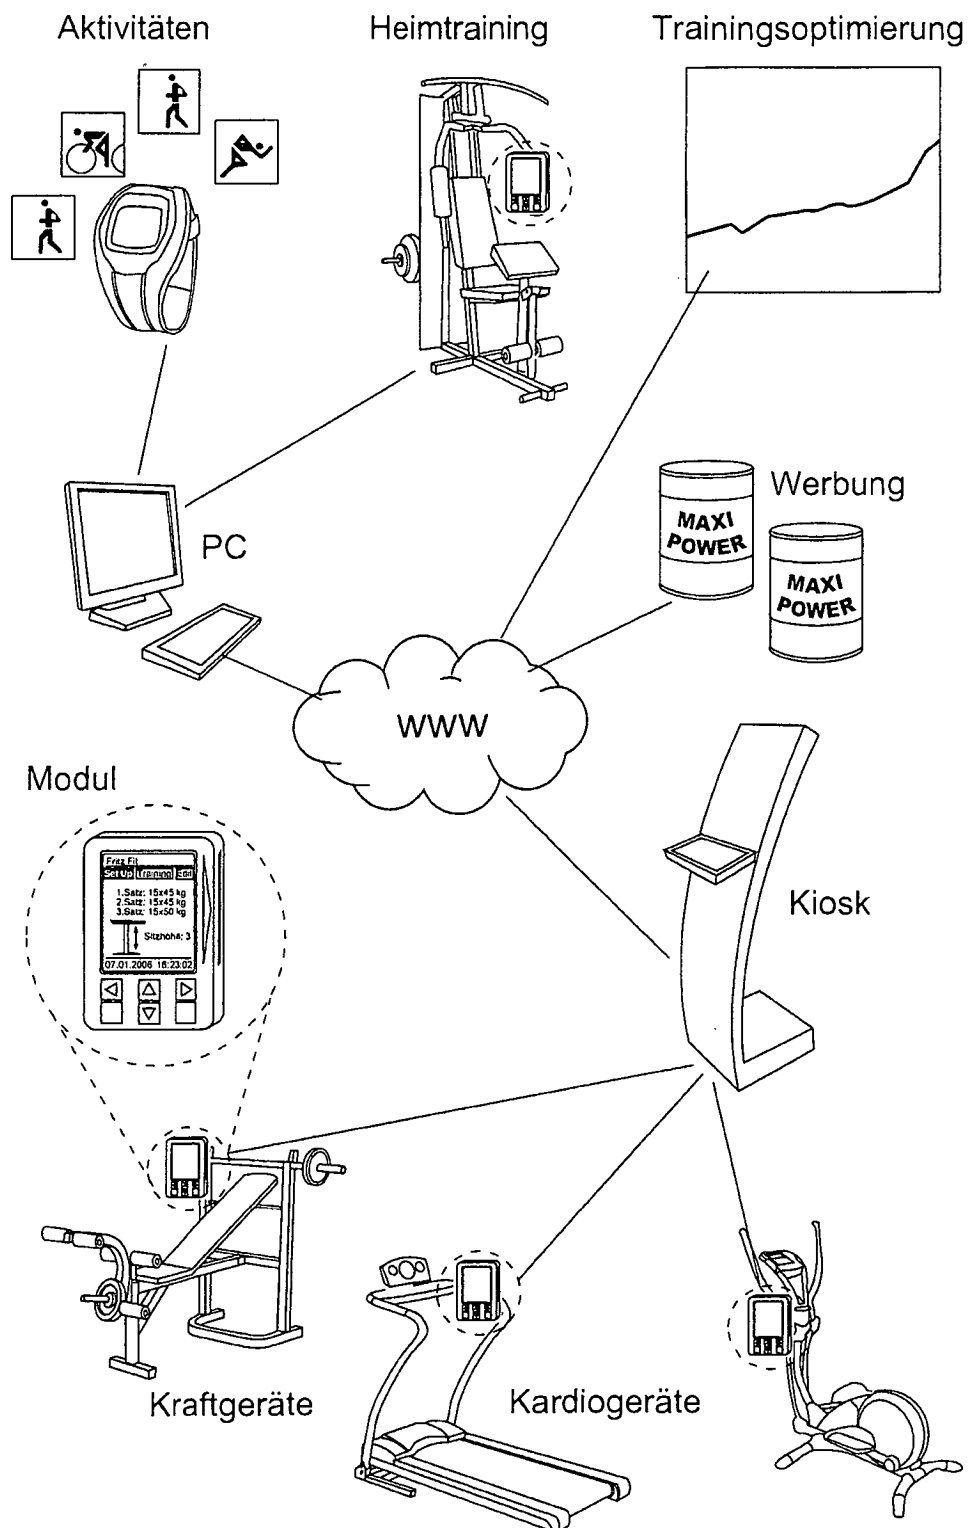 Aktivitäten
Heimtraining
Trainingsoptimierung
Werbung
MAXI
POWER
MAXI
POWER
PC
WWW
Modul
Fritz Fit
Set Up Training Edit
1.Satz: 15x45 kg
2.Satz: 15x45 kg
3.Satz: 15x50 kg
Sitzhöhe: 3
07.01.2006 16:23:02
Kiosk
Kraftgeräte
Kardiogeräte